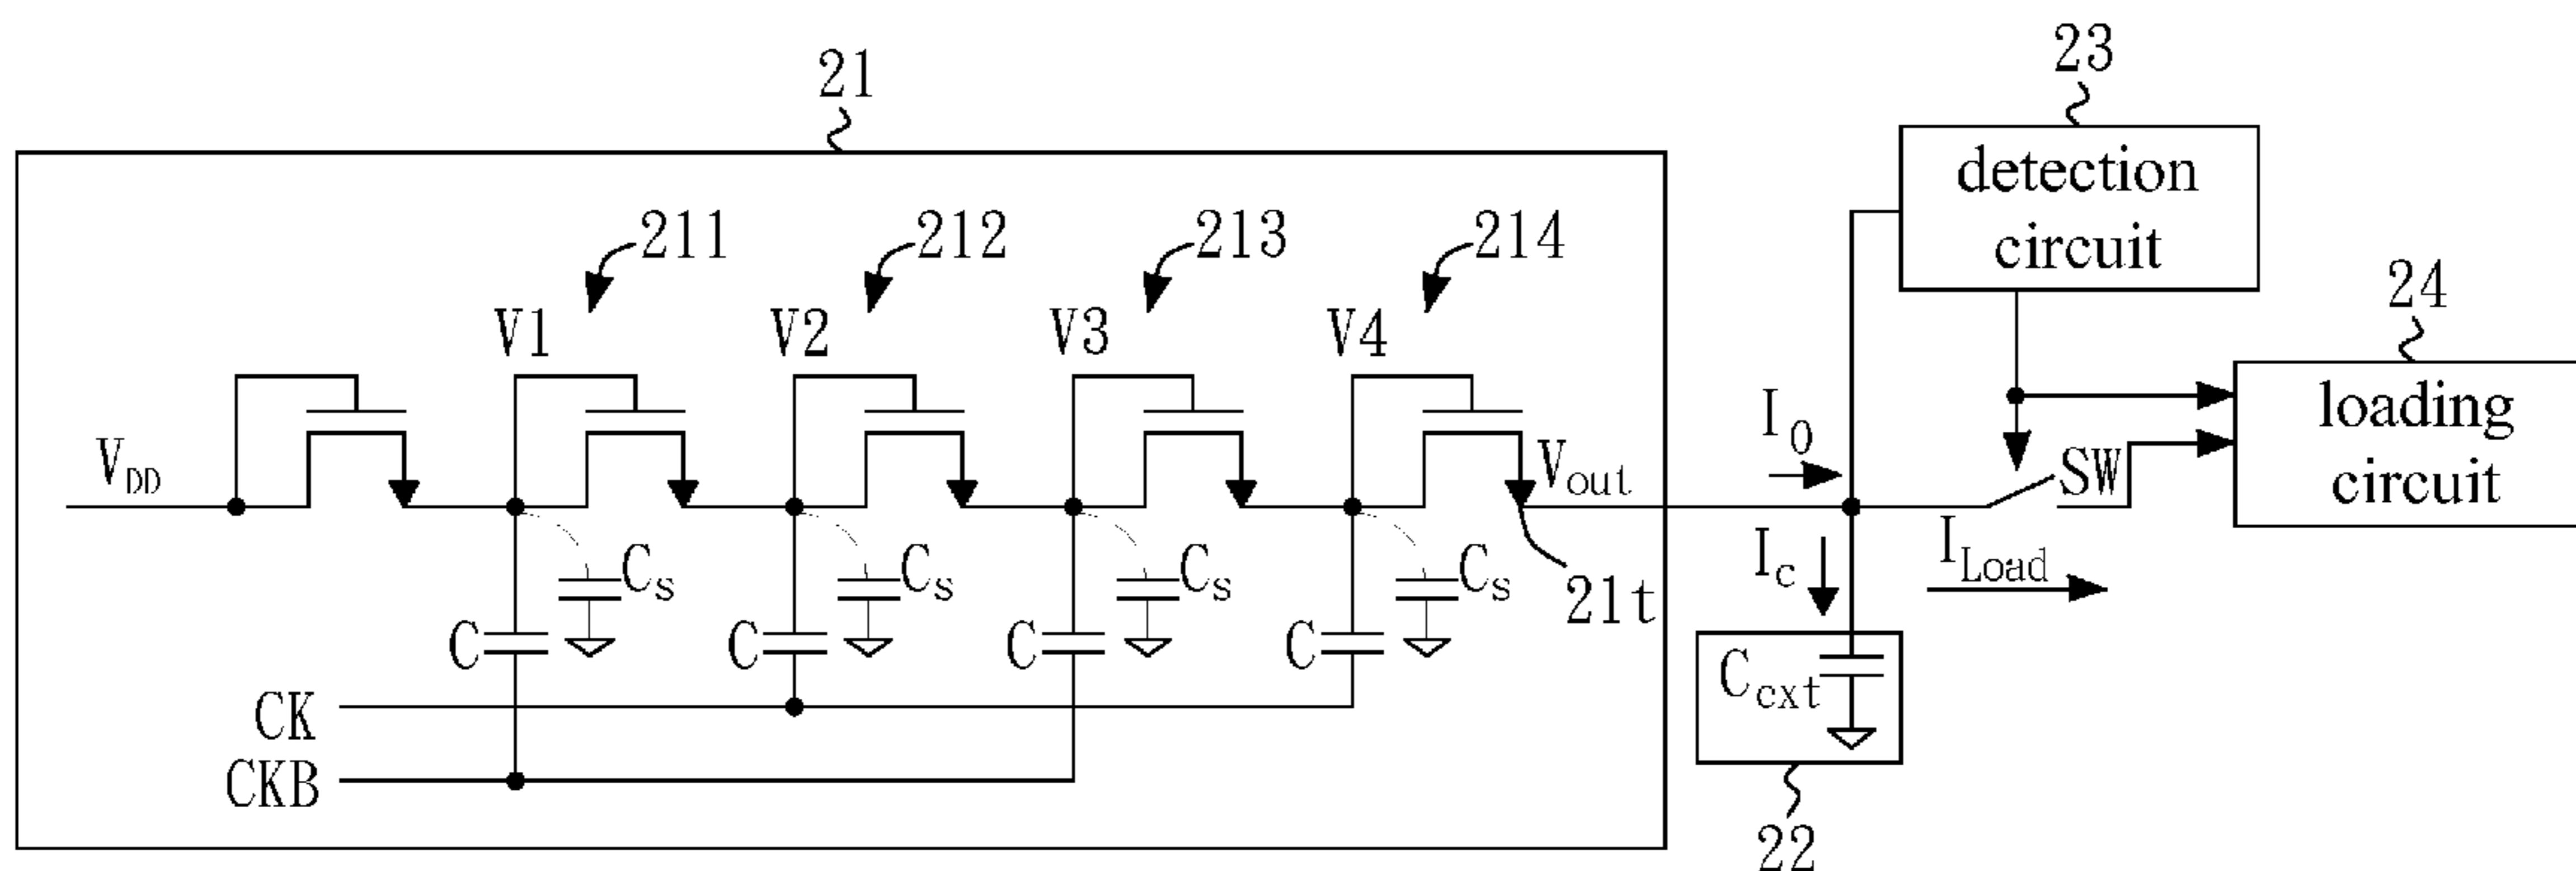 21
23
detection
circuit
211
212
213
214
24
V1
V2
V3
V4
loading
circuit
VDD
I0
Vout
SW
Ic
ILoad
Cs
Cs
Cs
Cs
21t
C
C
C
C
Ccxt
CK
CKB
22